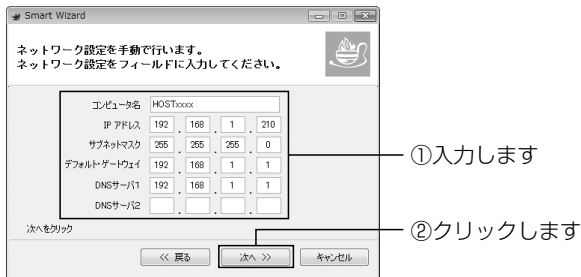 Smart Wizard
ネットワーク設定を手動で行います。
ネットワーク設定をフィールドに入力してください。
コンピュータ名 HOSTxxxx
IP アドレス 192 . 168 . 1 . 210
サブネットマスク 255 . 255 . 255 . 0
デフォルト・ゲートウェイ 192 . 168 . 1 . 1
DNSサーバ1 192 . 168 . 1 . 1
DNSサーバ2 . . .
①入力します
次へをクリック
②クリックします
<< 戻る 次へ >> キャンセル